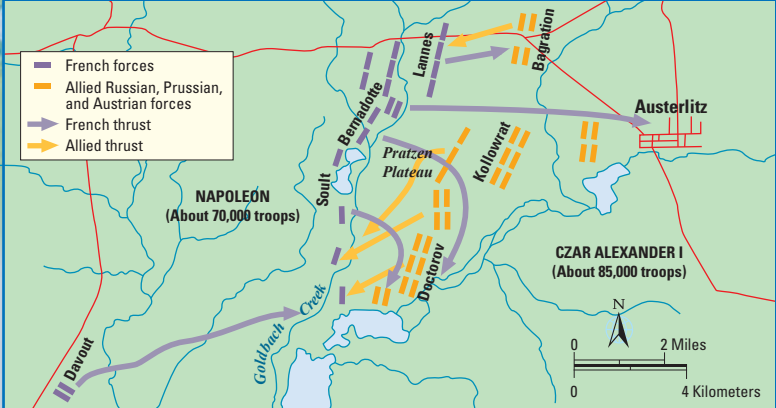 French forces
Allied Russian, Prussian,
and Austrian forces
French thrust
Allied thrust
Lannes
Bagration
Bernadotte
Austerlitz
Pratzen
Plateau
Kollowrat
Soult
NAPOLEON
(About 70,000 troops)
Doctorov
CZAR ALEXANDER I
(About 85,000 troops)
Goldbach Creek
Davout
N
0 2 Miles
0 4 Kilometers